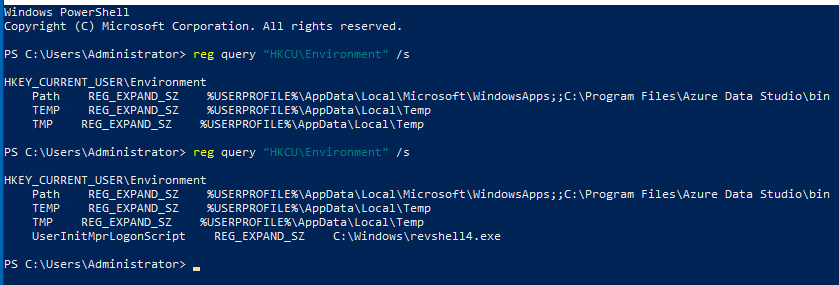 Windows PowerShell
Copyright (C) Microsoft Corporation. All rights reserved.
PS C:\Users\Administrator> reg query "HKCU\Environment" /s
HKEY_CURRENT_USER\Environment
Path    REG_EXPAND_SZ    %USERPROFILE%\AppData\Local\Microsoft\WindowsApps;;C:\Program Files\Azure Data Studio\bin
TEMP    REG_EXPAND_SZ    %USERPROFILE%\AppData\Local\Temp
TMP    REG_EXPAND_SZ    %USERPROFILE%\AppData\Local\Temp
PS C:\Users\Administrator> reg query "HKCU\Environment" /s
HKEY_CURRENT_USER\Environment
Path    REG_EXPAND_SZ    %USERPROFILE%\AppData\Local\Microsoft\WindowsApps;;C:\Program Files\Azure Data Studio\bin
TEMP    REG_EXPAND_SZ    %USERPROFILE%\AppData\Local\Temp
TMP    REG_EXPAND_SZ    %USERPROFILE%\AppData\Local\Temp
UserInitMprLogonScript    REG_EXPAND_SZ    C:\Windows\revshell4.exe
PS C:\Users\Administrator>